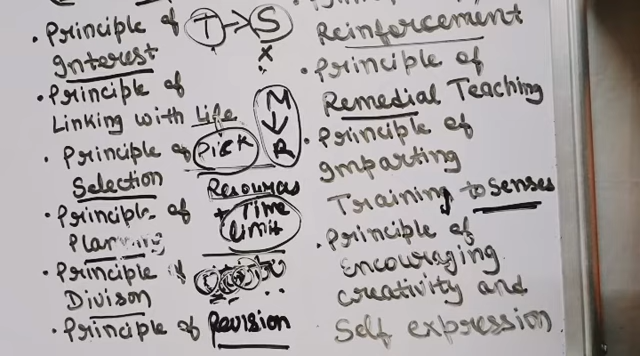 • Principle of
Interest
T → S
x
• Principle of
Linking with Life
• Principle of PICK
Selection
M
↓
R
Resources
+ Time
limit
• Principle of
Planning
• Principle
Divison
• Principle of Revision
Reinforcement
• Principle of
Remedial Teaching
• Principle of
Imparting
Training to Senses
• Principle of
Encouraging
creativity and
Self expression